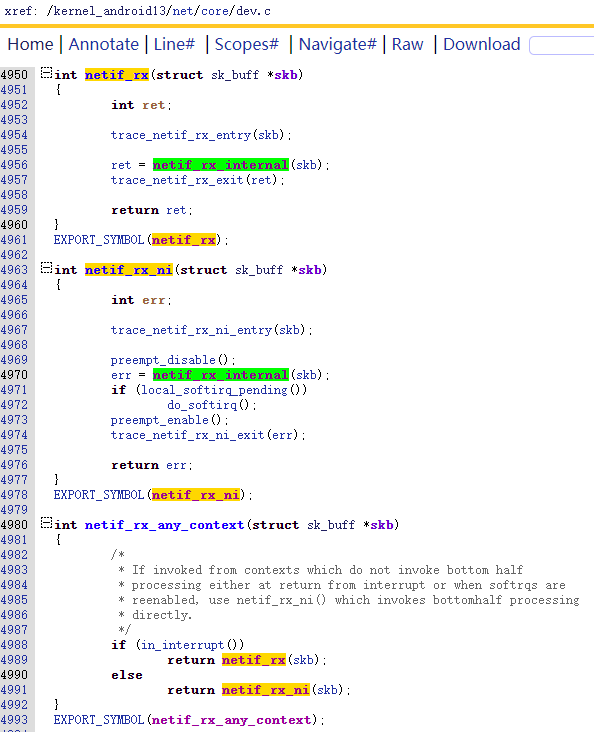 xref: /kernel_android13/net/core/dev.c
Home | Annotate | Line# | Scopes# | Navigate# | Raw | Download
4950 int netif_rx(struct sk_buff *skb)
4951 {
4952 int ret;
4953
4954 trace_netif_rx_entry(skb);
4955
4956 ret = netif_rx_internal(skb);
4957 trace_netif_rx_exit(ret);
4958
4959 return ret;
4960 }
4961 EXPORT_SYMBOL(netif_rx);
4962
4963 int netif_rx_ni(struct sk_buff *skb)
4964 {
4965 int err;
4966
4967 trace_netif_rx_ni_entry(skb);
4968
4969 preempt_disable();
4970 err = netif_rx_internal(skb);
4971 if (local_softirq_pending())
4972 do_softirq();
4973 preempt_enable();
4974 trace_netif_rx_ni_exit(err);
4975
4976 return err;
4977 }
4978 EXPORT_SYMBOL(netif_rx_ni);
4979
4980 int netif_rx_any_context(struct sk_buff *skb)
4981 {
4982 /*
4983 * If invoked from contexts which do not invoke bottom half
4984 * processing either at return from interrupt or when softrqs are
4985 * reenabled, use netif_rx_ni() which invokes bottomhalf processing
4986 * directly.
4987 */
4988 if (in_interrupt())
4989 return netif_rx(skb);
4990 else
4991 return netif_rx_ni(skb);
4992 }
4993 EXPORT_SYMBOL(netif_rx_any_context);